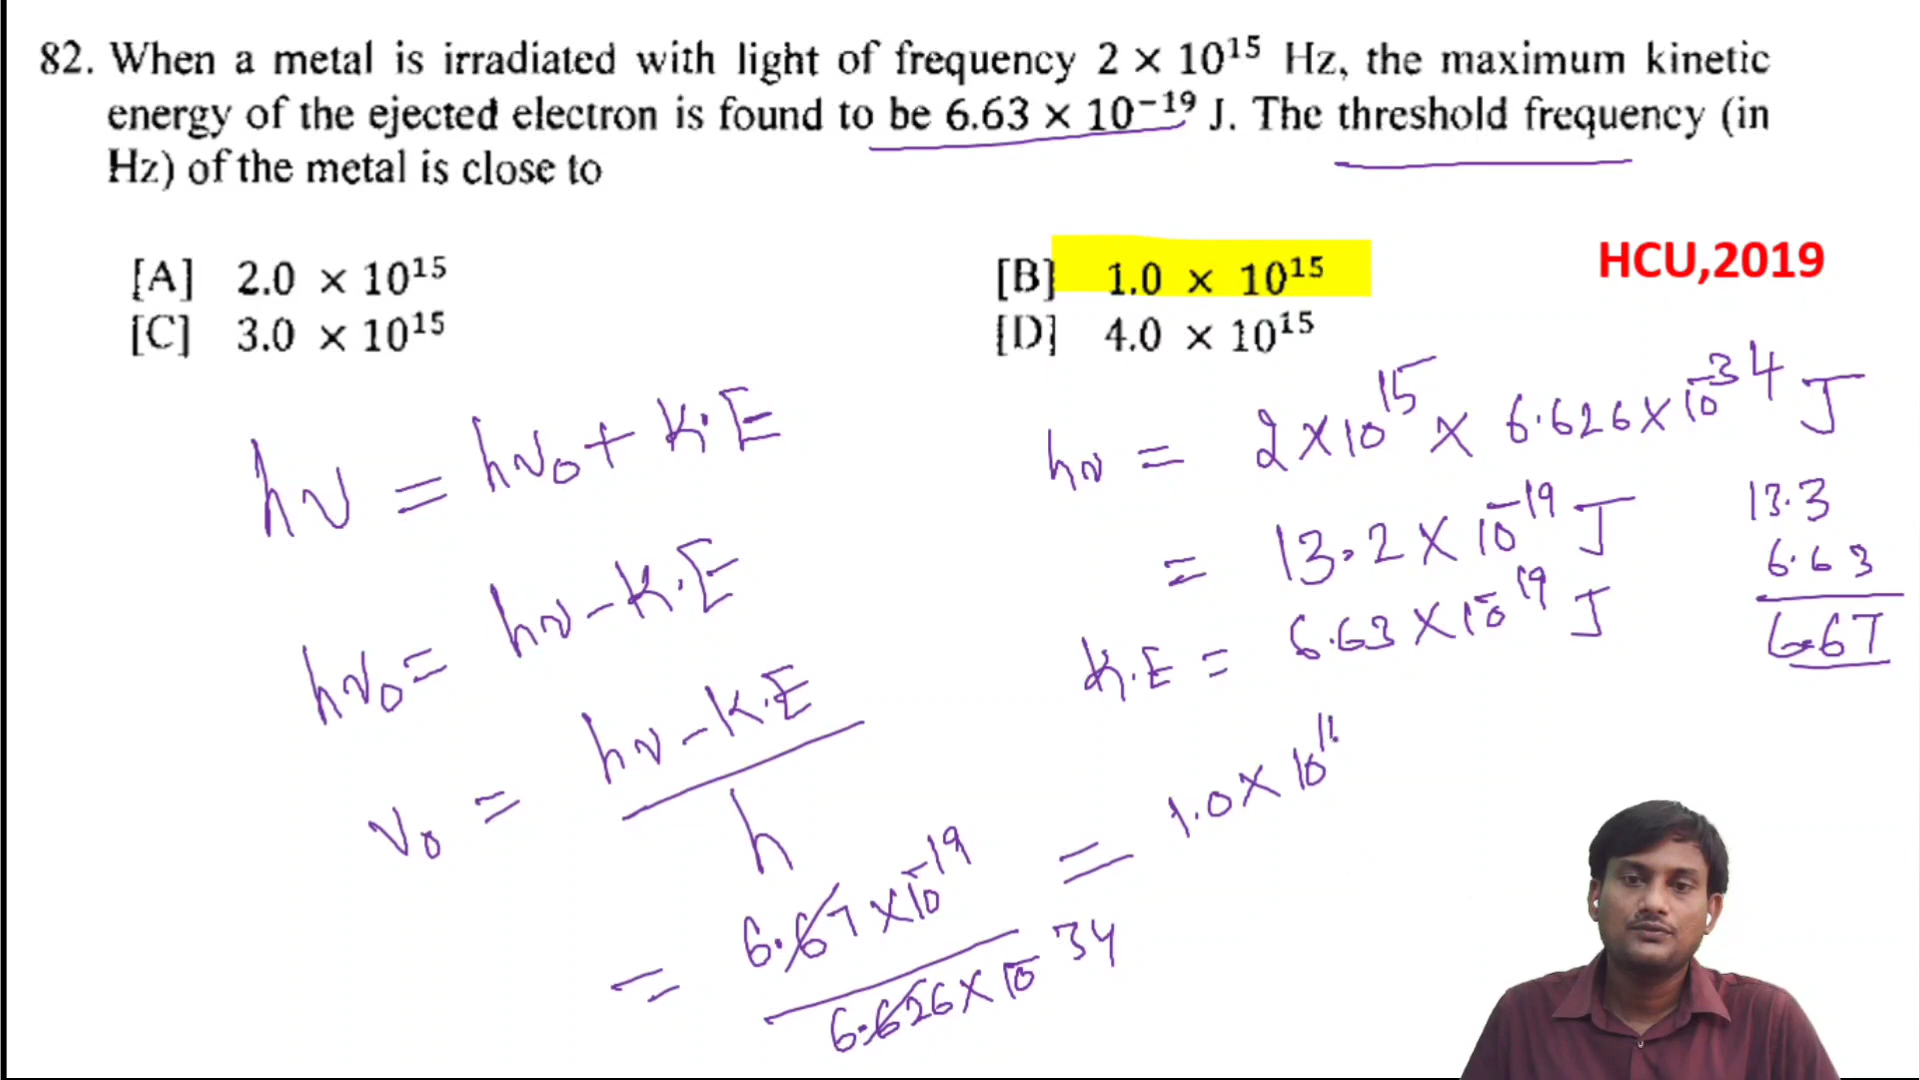 82. When a metal is irradiated with light of frequency 2 × 10¹⁵ Hz, the maximum kinetic
energy of the ejected electron is found to be 6.63 × 10⁻¹⁹ J. The threshold frequency (in
Hz) of the metal is close to
[A] 2.0 × 10¹⁵
[B] 1.0 × 10¹⁵
HCU,2019
[C] 3.0 × 10¹⁵
[D] 4.0 × 10¹⁵
hν = hν₀ + K.E
hν₀ = hν - K.E
ν₀ = hν - K.E / h
= 6.67 × 10⁻¹⁹ / 6.626 × 10⁻³⁴
= 1.0 × 10
hν = 2 × 10¹⁵ × 6.626 × 10⁻³⁴ J
= 13.2 × 10⁻¹⁹ J
K.E = 6.63 × 10⁻¹⁹ J
13.3
6.63
6.67